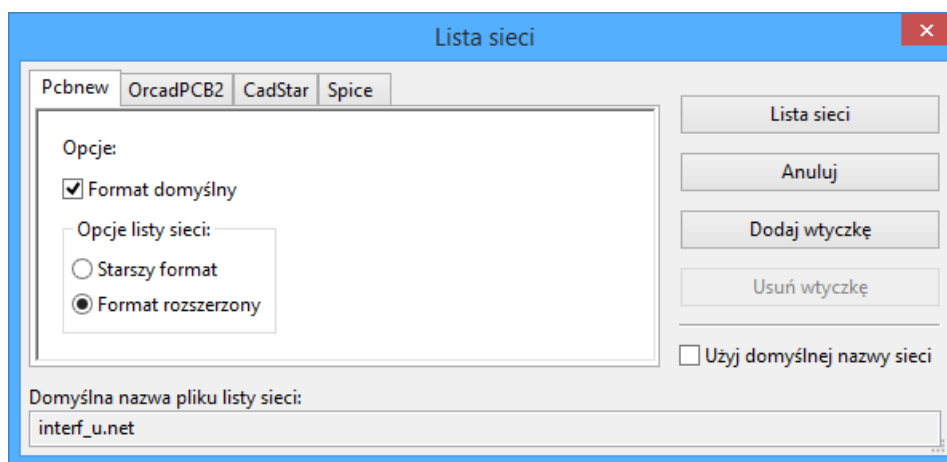 Lista sieci
Pcbnew OrcadPCB2 CadStar Spice
Opcje:
Format domyślny
Opcje listy sieci:
Starszy format
Format rozszerzony
Lista sieci
Anuluj
Dodaj wtyczkę
Usuń wtyczkę
Użyj domyślnej nazwy sieci
Domyślna nazwa pliku listy sieci:
interf_u.net